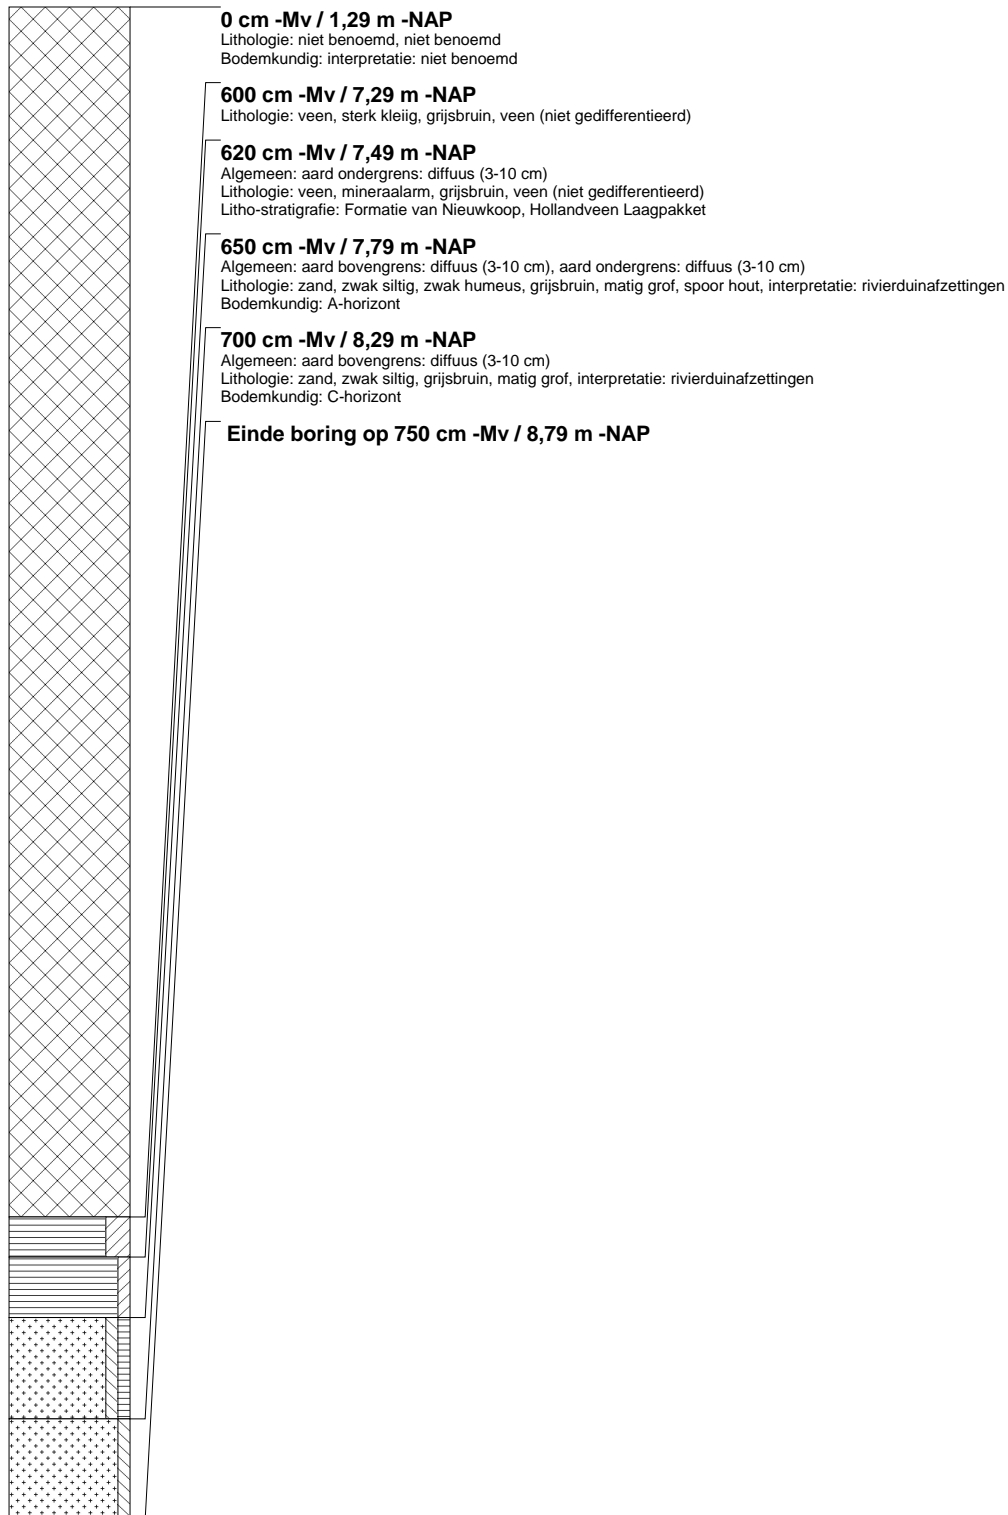 0 cm -Mv / 1,29 m -NAP
Lithologie: niet benoemd, niet benoemd
Bodemkundig: interpretatie: niet benoemd
600 cm -Mv / 7,29 m -NAP
Lithologie: veen, sterk kleiig, grijsbruin, veen (niet gedifferentieerd)
620 cm -Mv / 7,49 m -NAP
Algemeen: aard ondergrens: diffuus (3-10 cm)
Lithologie: veen, mineraalarm, grijsbruin, veen (niet gedifferentieerd)
Litho-stratigrafie: Formatie van Nieuwkoop, Hollandveen Laagpakket
650 cm -Mv / 7,79 m -NAP
Algemeen: aard bovengrens: diffuus (3-10 cm), aard ondergrens: diffuus (3-10 cm)
Lithologie: zand, zwak siltig, zwak humeus, grijsbruin, matig grof, spoor hout, interpretatie: rivierduinafzettingen
Bodemkundig: A-horizont
700 cm -Mv / 8,29 m -NAP
Algemeen: aard bovengrens: diffuus (3-10 cm)
Lithologie: zand, zwak siltig, grijsbruin, matig grof, interpretatie: rivierduinafzettingen
Bodemkundig: C-horizont
Einde boring op 750 cm -Mv / 8,79 m -NAP